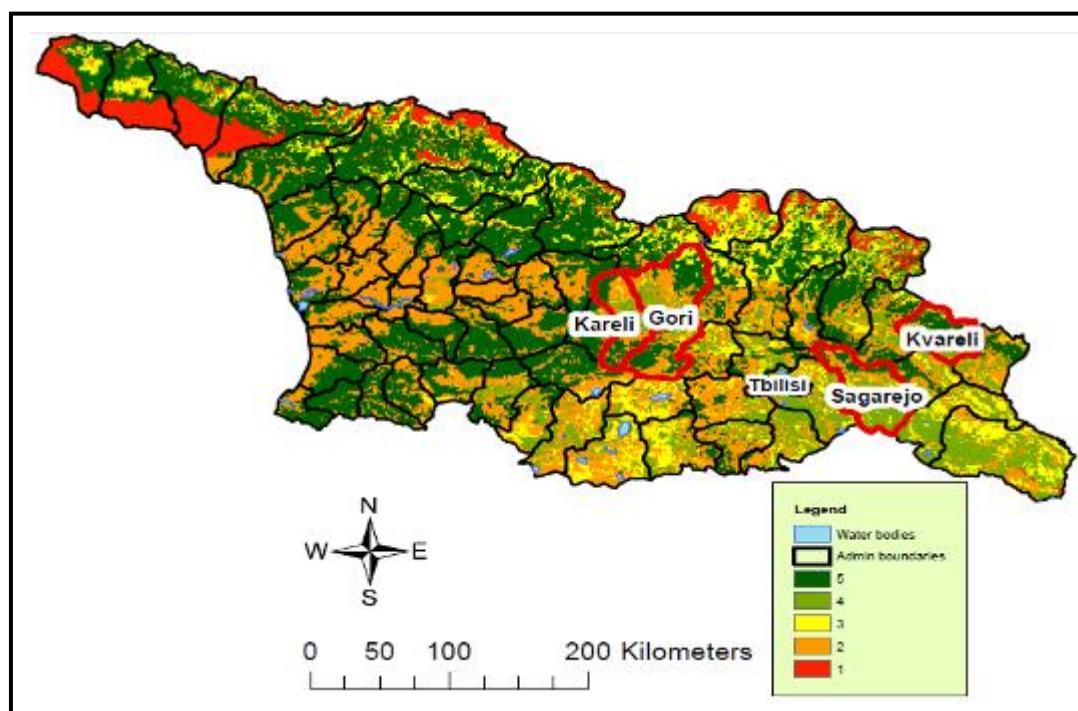 Kareli
Gori
Kvareli
Tbilisi
Sagarejo
N
W E
S
0 50 100 200 Kilometers
Legend
Water bodies
Admin boundaries
5
4
3
2
1